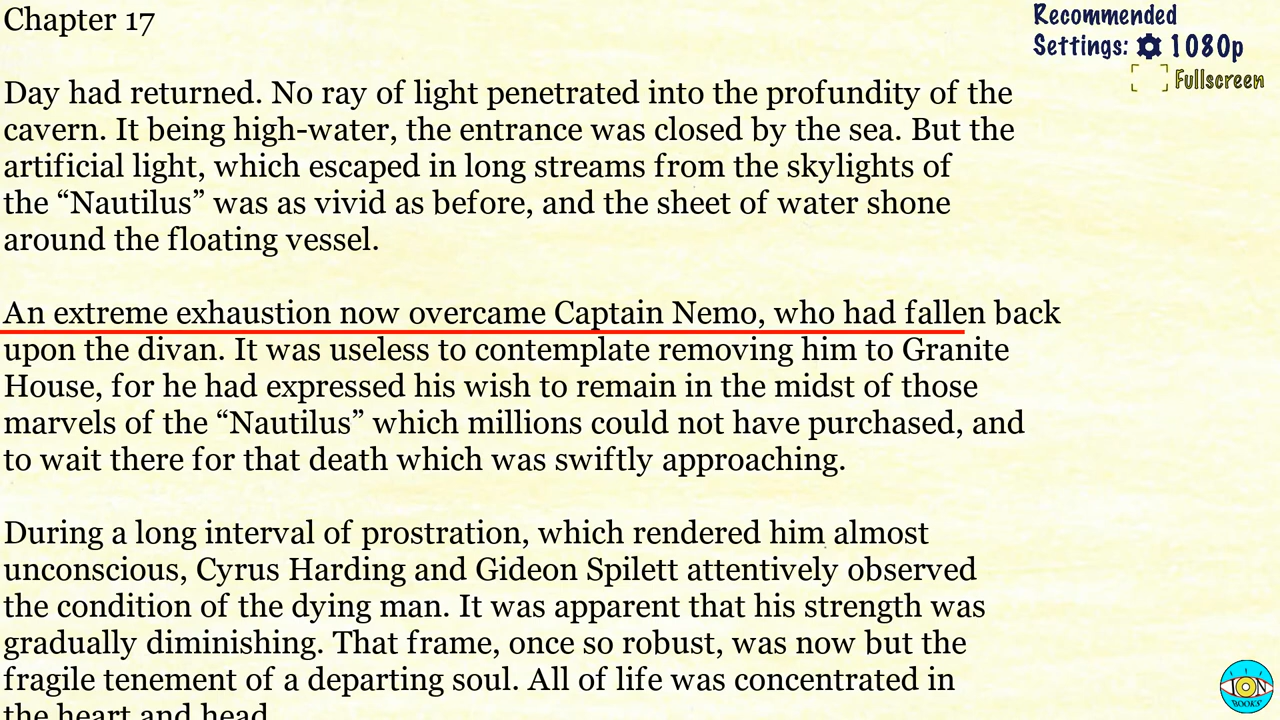 Chapter 17
Recommended
Settings: 1080p
Fullscreen
Day had returned. No ray of light penetrated into the profundity of the
cavern. It being high-water, the entrance was closed by the sea. But the
artificial light, which escaped in long streams from the skylights of
the “Nautilus” was as vivid as before, and the sheet of water shone
around the floating vessel.
An extreme exhaustion now overcame Captain Nemo, who had fallen back
upon the divan. It was useless to contemplate removing him to Granite
House, for he had expressed his wish to remain in the midst of those
marvels of the “Nautilus” which millions could not have purchased, and
to wait there for that death which was swiftly approaching.
During a long interval of prostration, which rendered him almost
unconscious, Cyrus Harding and Gideon Spilett attentively observed
the condition of the dying man. It was apparent that his strength was
gradually diminishing. That frame, once so robust, was now but the
fragile tenement of a departing soul. All of life was concentrated in
the heart and head.
ION
BOOKS